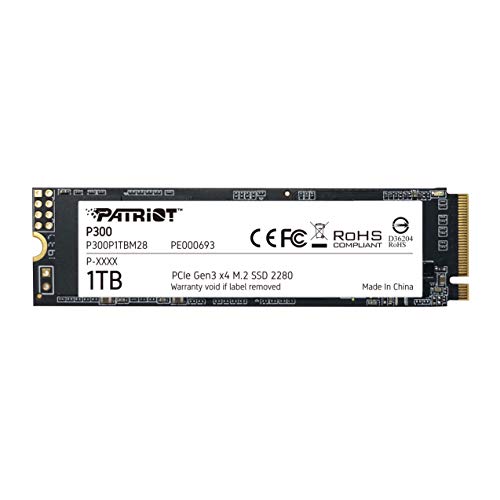 PATRIOT
P300
P300P1TBM28 PE000693
P-XXXX
1TB
PCIe Gen3 x4 M.2 SSD 2280
Warranty void if label removed
CE FC
RoHS
COMPLIANT
D36204
RoHS
Made In China